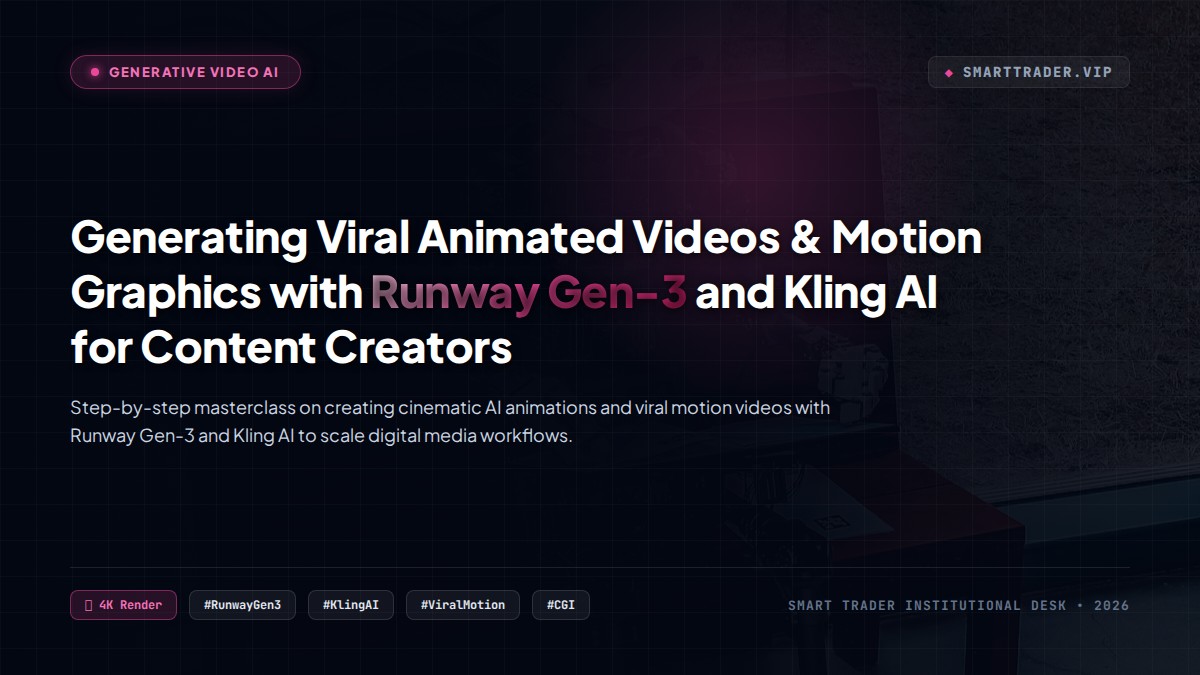 GENERATIVE VIDEO AI
SMARTTRADER.VIP
Generating Viral Animated Videos & Motion
Graphics with Runway Gen-3 and Kling AI
for Content Creators
Step-by-step masterclass on creating cinematic AI animations and viral motion videos with
Runway Gen-3 and Kling AI to scale digital media workflows.
4K Render
#RunwayGen3
#KlingAI
#ViralMotion
#CGI
SMART TRADER INSTITUTIONAL DESK • 2026